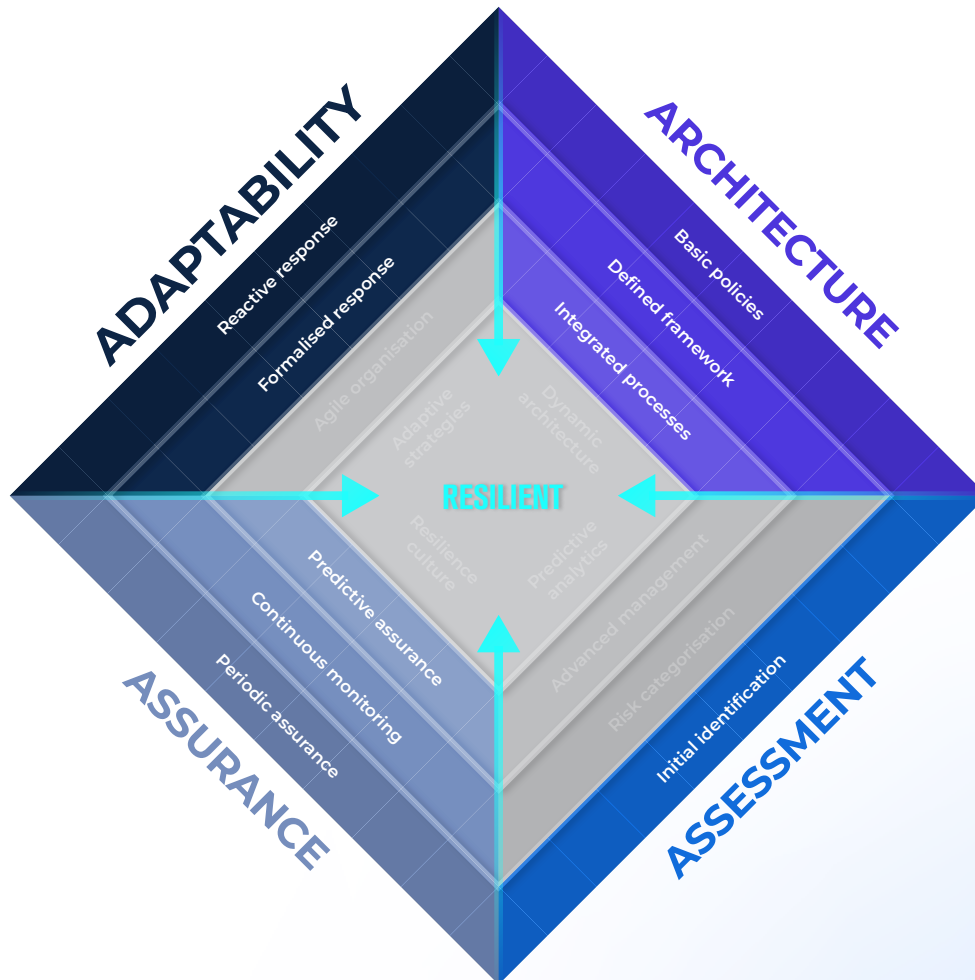 ADAPTABILITY
Reactive response
Formalised response
Agile organisation
Adaptive
strategies
ARCHITECTURE
Basic policies
Defined framework
Integrated processes
Dynamic
architecture
RESILIENT
Resilience
culture
Predictive assurance
Continuous monitoring
Periodic assurance
ASSURANCE
Predictive
analytics
Advanced management
Risk categorisation
Initial identification
ASSESSMENT